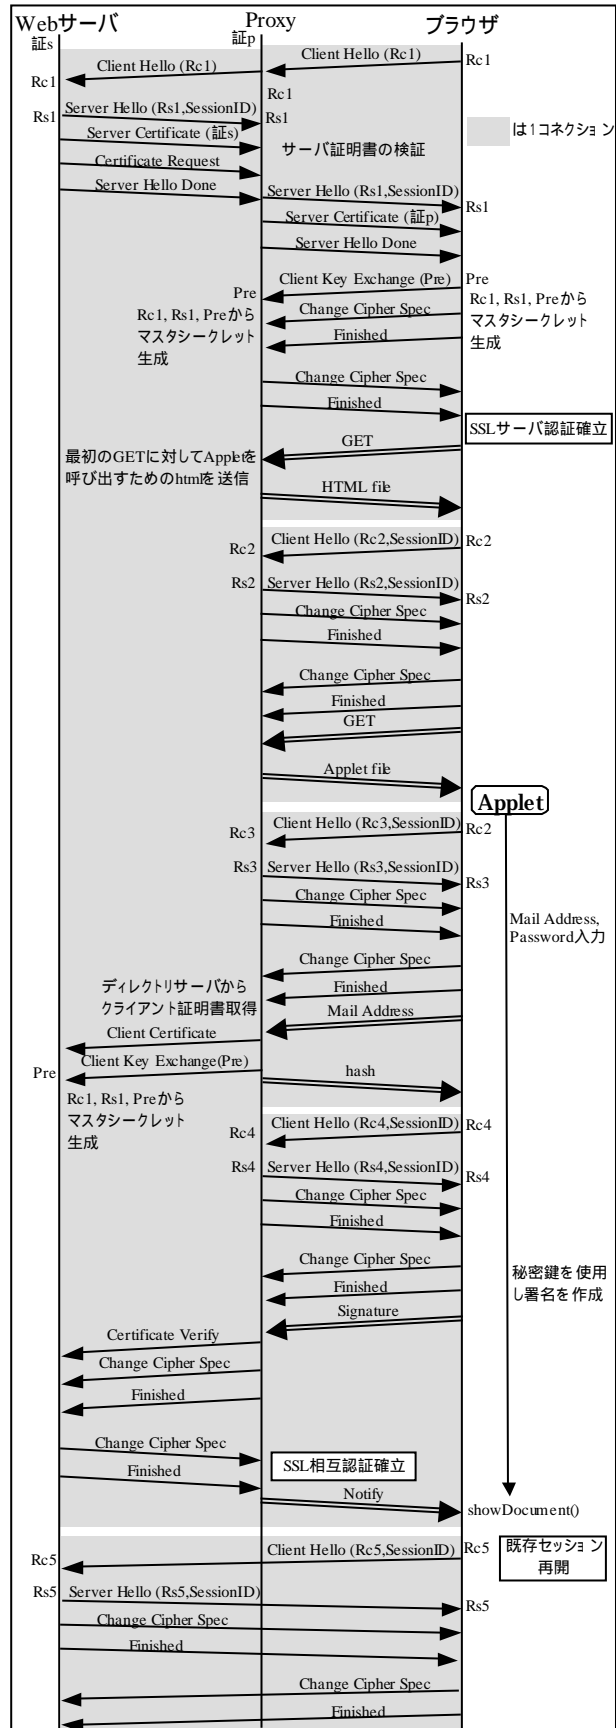 Webサーバ Proxy ブラウザ
証s 証p
Client Hello (Rc1) Rc1
Client Hello (Rc1)
Rc1 Rc1
Rs1 Server Hello (Rs1,SessionID) Rs1
Server Certificate (証s)
は1コネクション
サーバ証明書の検証
Certificate Request
Server Hello Done
Server Hello (Rs1,SessionID) Rs1
Server Certificate (証p)
Server Hello Done
Client Key Exchange (Pre) Pre
Pre
Rc1, Rs1, Preから
マスタシークレット
生成
Change Cipher Spec
Finished
Rc1, Rs1, Preから
マスタシークレット
生成
Change Cipher Spec
Finished
SSLサーバ認証確立
GET
最初のGETに対してAppletを
呼び出すためのhtmlを送信
HTML file
Client Hello (Rc2,SessionID) Rc2
Rc2
Rs2 Server Hello (Rs2,SessionID) Rs2
Change Cipher Spec
Finished
Change Cipher Spec
Finished
GET
Applet file
Applet
Client Hello (Rc3,SessionID) Rc2
Rc3
Rs3 Server Hello (Rs3,SessionID) Rs3
Change Cipher Spec
Finished
Mail Address,
Password入力
Change Cipher Spec
Finished
ディレクトリサーバから
クライアント証明書取得
Mail Address
Client Certificate
Client Key Exchange(Pre)
Pre
hash
Rc1, Rs1, Preから
マスタシークレット
生成
Client Hello (Rc4,SessionID) Rc4
Rc4
Rs4 Server Hello (Rs4,SessionID) Rs4
Change Cipher Spec
Finished
Change Cipher Spec
Finished
秘密鍵を使用
し署名を作成
Signature
Certificate Verify
Change Cipher Spec
Finished
Change Cipher Spec
Finished
SSL相互認証確立
Notify
showDocument()
Client Hello (Rc5,SessionID) Rc5
既存セッション
再開
Rc5
Rs5 Server Hello (Rs5,SessionID) Rs5
Change Cipher Spec
Finished
Change Cipher Spec
Finished